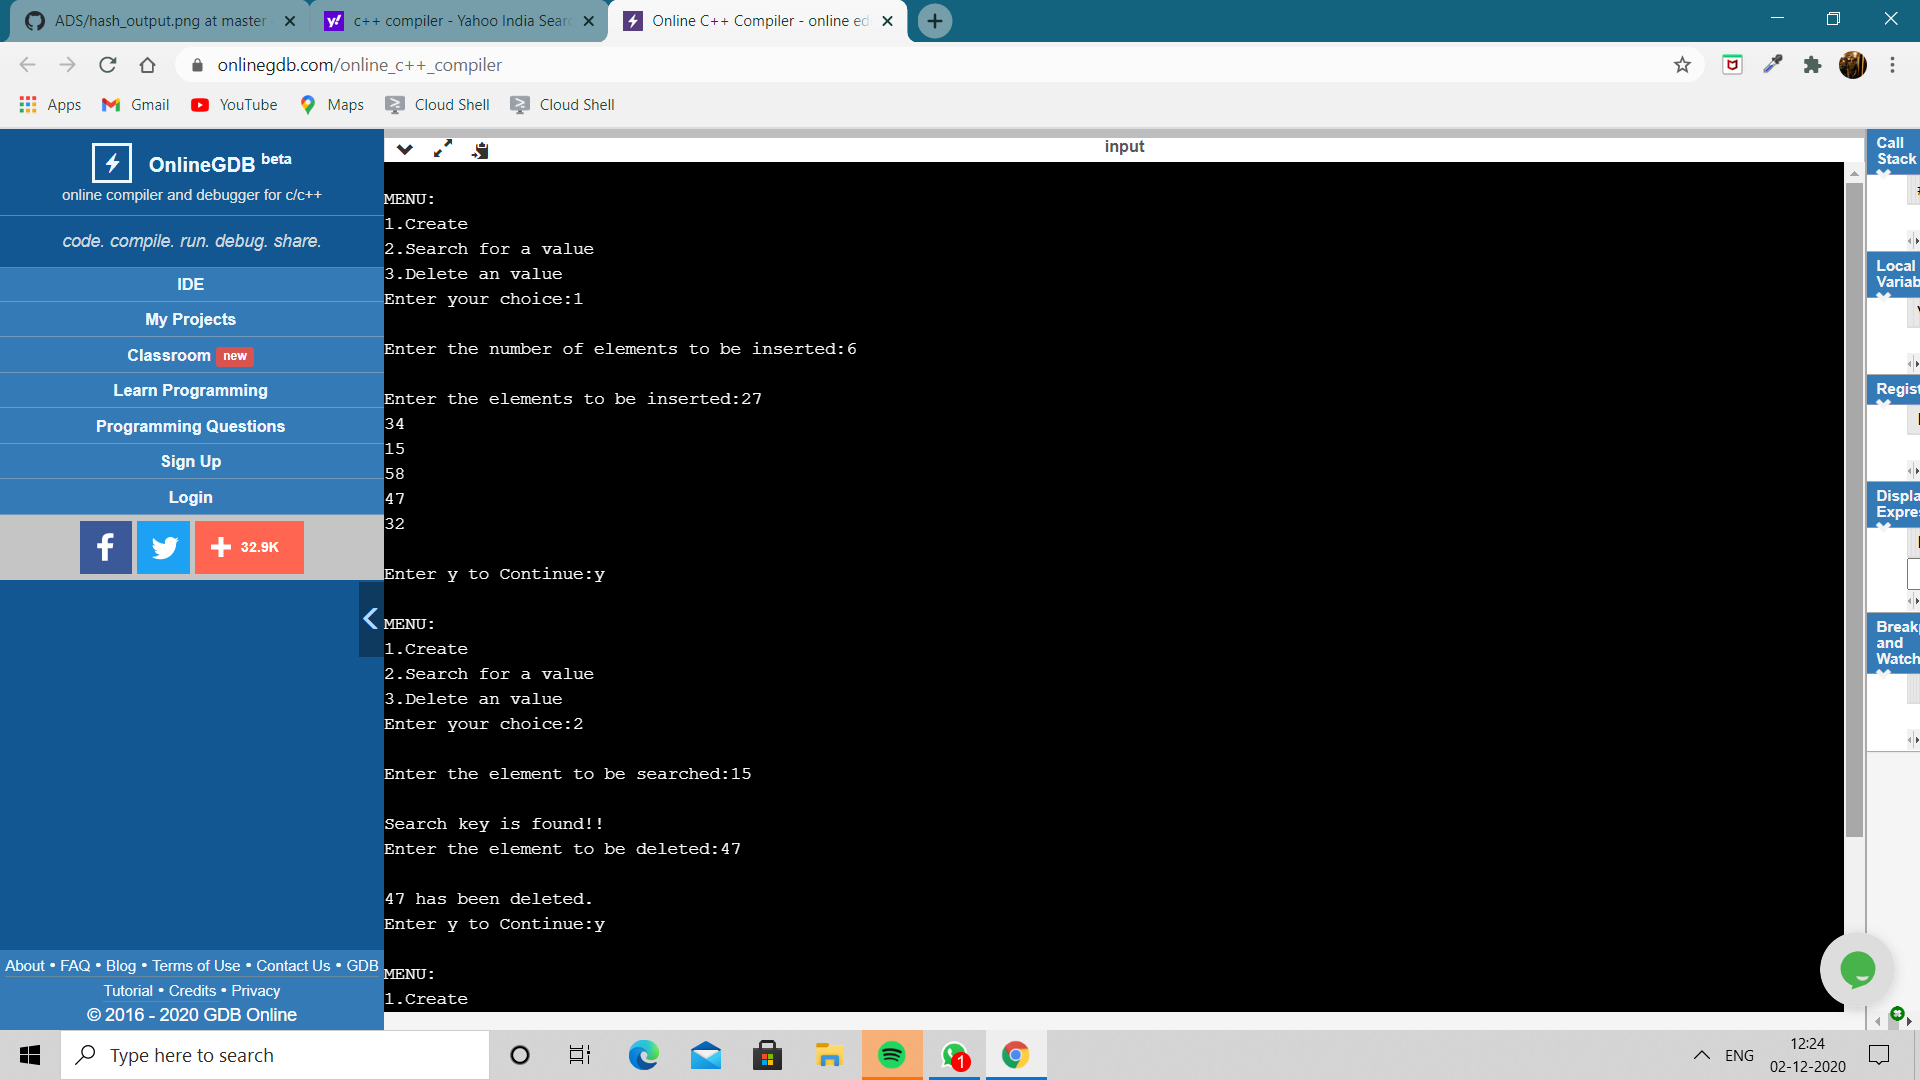 ADS/hash_output.png at master
c++ compiler - Yahoo India Sear
Online C++ Compiler - online ed
onlinegdb.com/online_c++_compiler
Apps Gmail YouTube Maps Cloud Shell Cloud Shell
OnlineGDB beta
online compiler and debugger for c/c++
code. compile. run. debug. share.
IDE
My Projects
Classroom new
Learn Programming
Programming Questions
Sign Up
Login
32.9K
About • FAQ • Blog • Terms of Use • Contact Us • GDB
Tutorial • Credits • Privacy
© 2016 - 2020 GDB Online
input
MENU:
1.Create
2.Search for a value
3.Delete an value
Enter your choice:1
Enter the number of elements to be inserted:6
Enter the elements to be inserted:27
34
15
58
47
32
Enter y to Continue:y
MENU:
1.Create
2.Search for a value
3.Delete an value
Enter your choice:2
Enter the element to be searched:15
Search key is found!!
Enter the element to be deleted:47
47 has been deleted.
Enter y to Continue:y
MENU:
1.Create
Call
Stack
Local
Variab
Regist
Displa
Expre
Break
and
Watch
Type here to search
1
ENG
12:24
02-12-2020